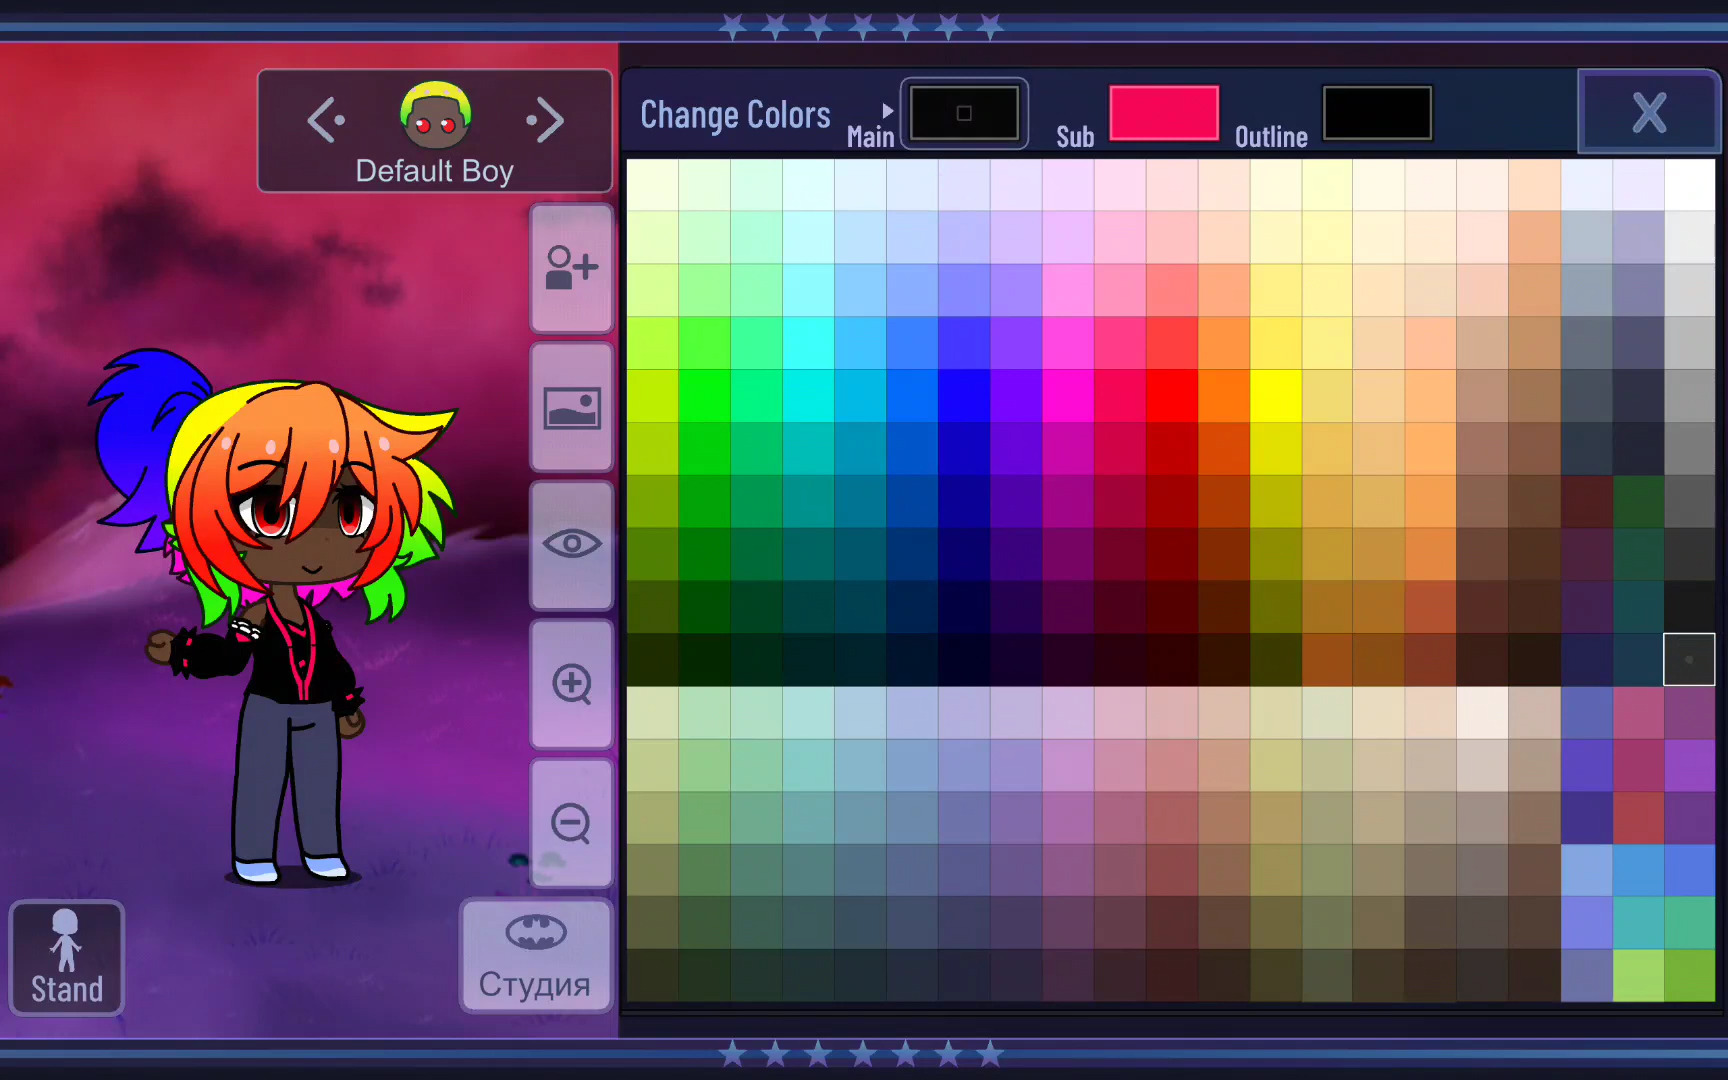 Default Boy
Change Colors
Main
Sub
Outline
X
Stand
Студия